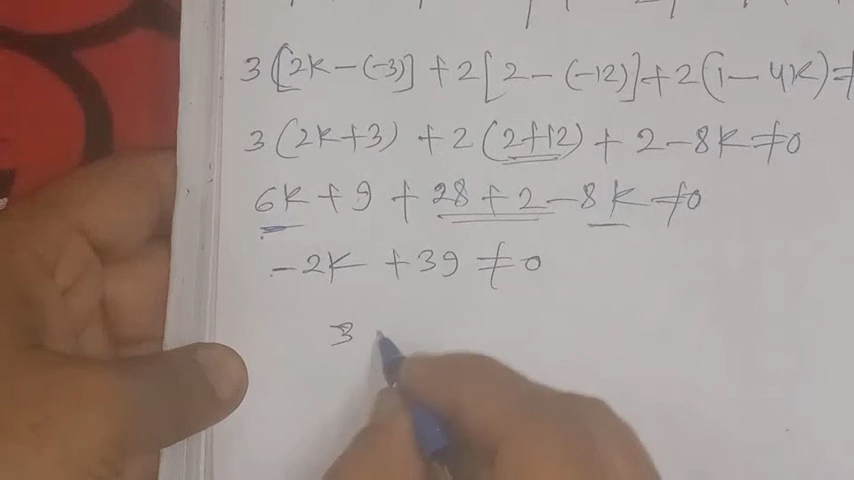 3[2k-(-3)]+2[2-(-12)]+2(1-4k)≠
3(2k+3)+2(2+12)+2-8k≠0
6k+9+28+2-8k≠0
-2k+39≠0
3